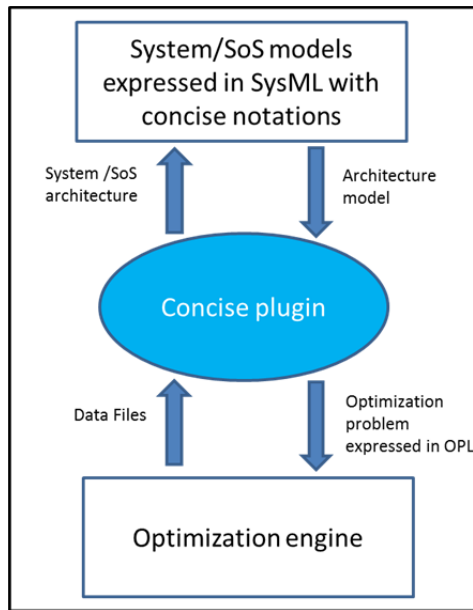 System/SoS models
expressed in SysML with
concise notations
System /SoS
architecture
Architecture
model
Concise plugin
Data Files
Optimization
problem
expressed in OPL
Optimization engine